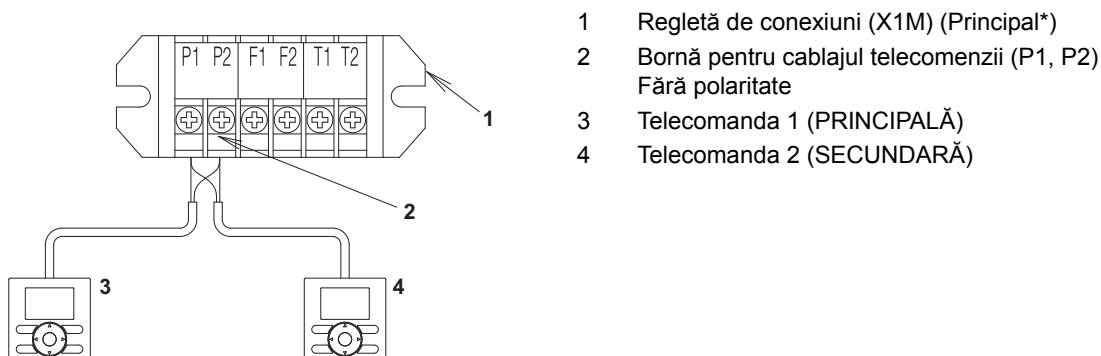 P1 P2 F1 F2 T1 T2
1
2
3
4
1 Regletă de conexiuni (X1M) (Principal*)
2 Bornă pentru cablajul telecomenzii (P1, P2)
Fără polaritate
3 Telecomanda 1 (PRINCIPALĂ)
4 Telecomanda 2 (SECUNDARĂ)